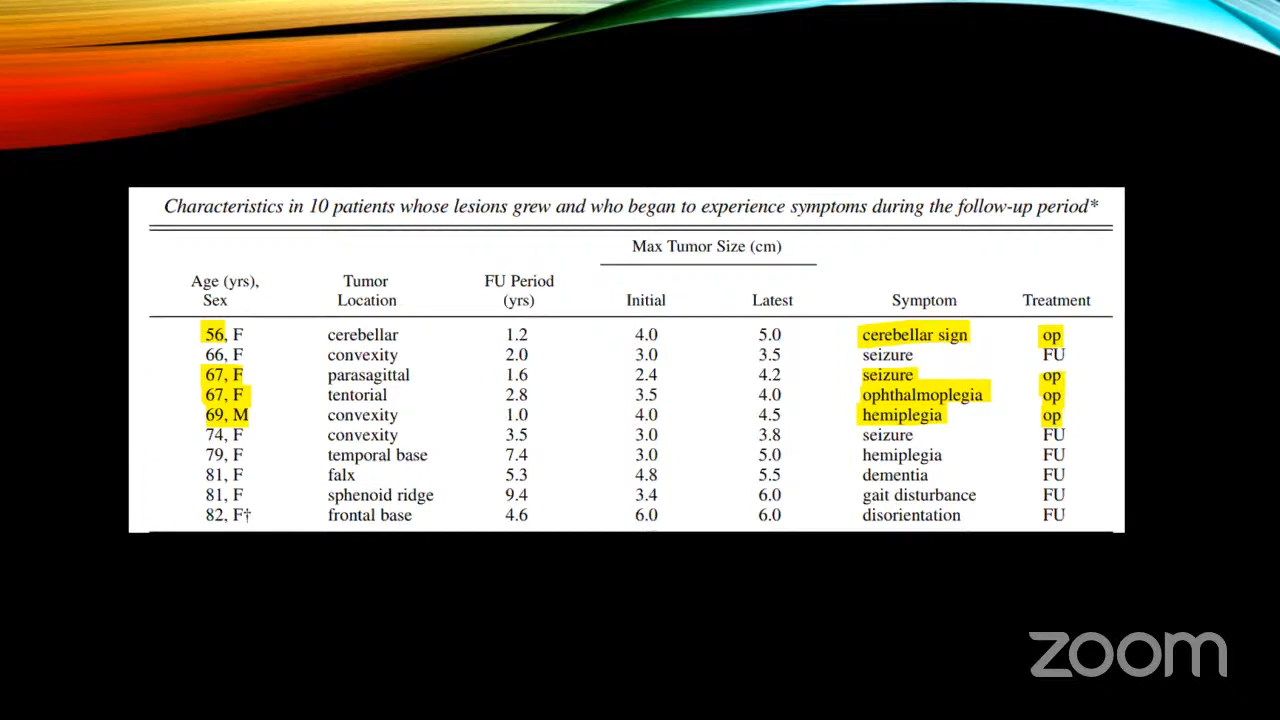 Characteristics in 10 patients whose lesions grew and who began to experience symptoms during the follow-up period*
Max Tumor Size (cm)
Age (yrs), Tumor FU Period
Sex Location (yrs) Initial Latest Symptom Treatment
56, F cerebellar 1.2 4.0 5.0 cerebellar sign op
66, F convexity 2.0 3.0 3.5 seizure FU
67, F parasagittal 1.6 2.4 4.2 seizure op
67, F tentorial 2.8 3.5 4.0 ophthalmoplegia op
69, M convexity 1.0 4.0 4.5 hemiplegia op
74, F convexity 3.5 3.0 3.8 seizure FU
79, F temporal base 7.4 3.0 5.0 hemiplegia FU
81, F falx 5.3 4.8 5.5 dementia FU
81, F sphenoid ridge 9.4 3.4 6.0 gait disturbance FU
82, F† frontal base 4.6 6.0 6.0 disorientation FU
zoom